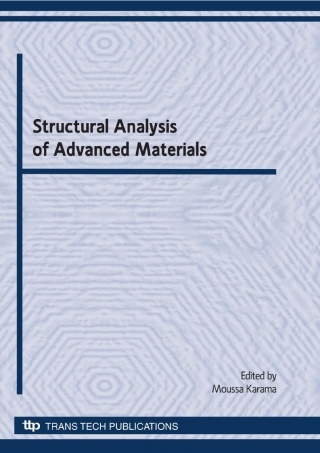 Structural Analysis
of Advanced Materials
Edited by
Moussa Karama
ttp TRANS TECH PUBLICATIONS